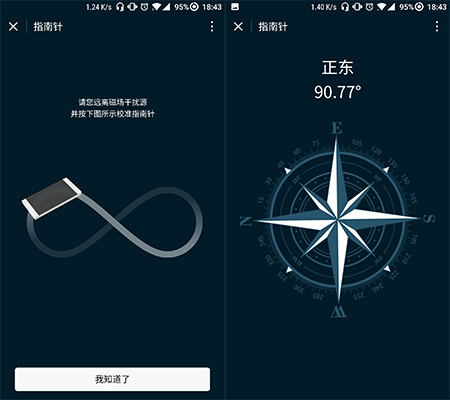 1.24 K/s 95% 18:43
指南针
请您远离磁场干扰源
并按下图所示校准指南针
我知道了
1.40 K/s 95% 18:43
指南针
正东
90.77°
E
N
S
W